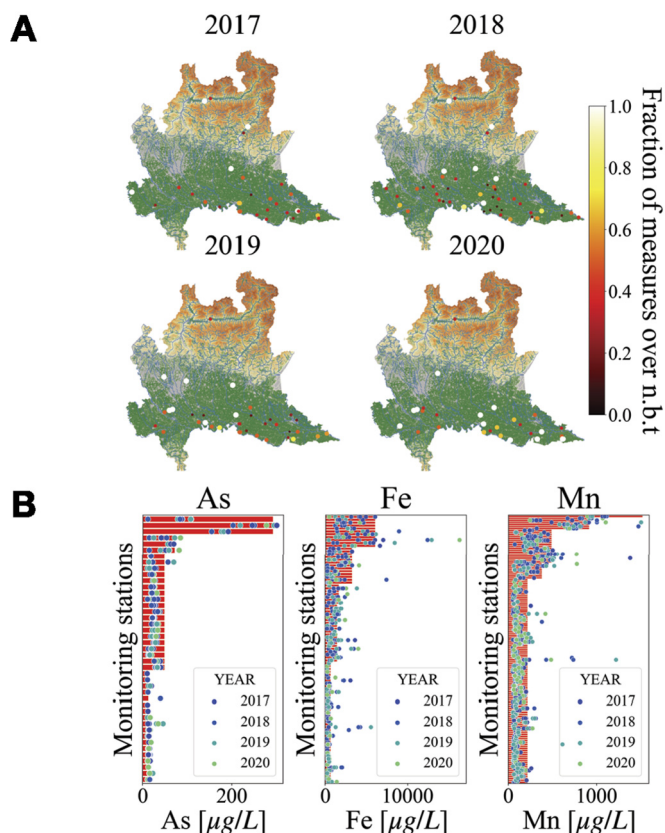 A
2017
2018
2019
2020
1.0
0.8
0.6
0.4
0.2
0.0
Fraction of measures over n.b.t
B
As
Fe
Mn
Monitoring stations
Monitoring stations
Monitoring stations
YEAR
2017
2018
2019
2020
YEAR
2017
2018
2019
2020
YEAR
2017
2018
2019
2020
0
200
0
10000
0
1000
As [µg/L]
Fe [µg/L]
Mn [µg/L]